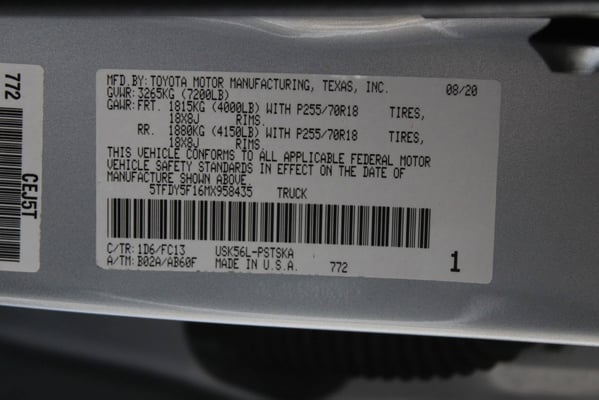 MFD.BY:TOYOTA MOTOR MANUFACTURING, TEXAS, INC. 08/20
GVWR:3265KG (7200LB)
GAWR:FRT. 1815KG (4000LB) WITH P255/70R18 TIRES,
18X8J RIMS.
RR. 1880KG (4150LB) WITH P255/70R18 TIRES,
18X8J RIMS.
THIS VEHICLE CONFORMS TO ALL APPLICABLE FEDERAL MOTOR
VEHICLE SAFETY STANDARDS IN EFFECT ON THE DATE OF
MANUFACTURE SHOWN ABOVE.
5TFDY5F16MX958435 TRUCK
C/TR: 1D6/FC13 USK56L-PSTSKA
A/TM: B02A/AB60F MADE IN U.S.A. 772 1
772
CEJ5T